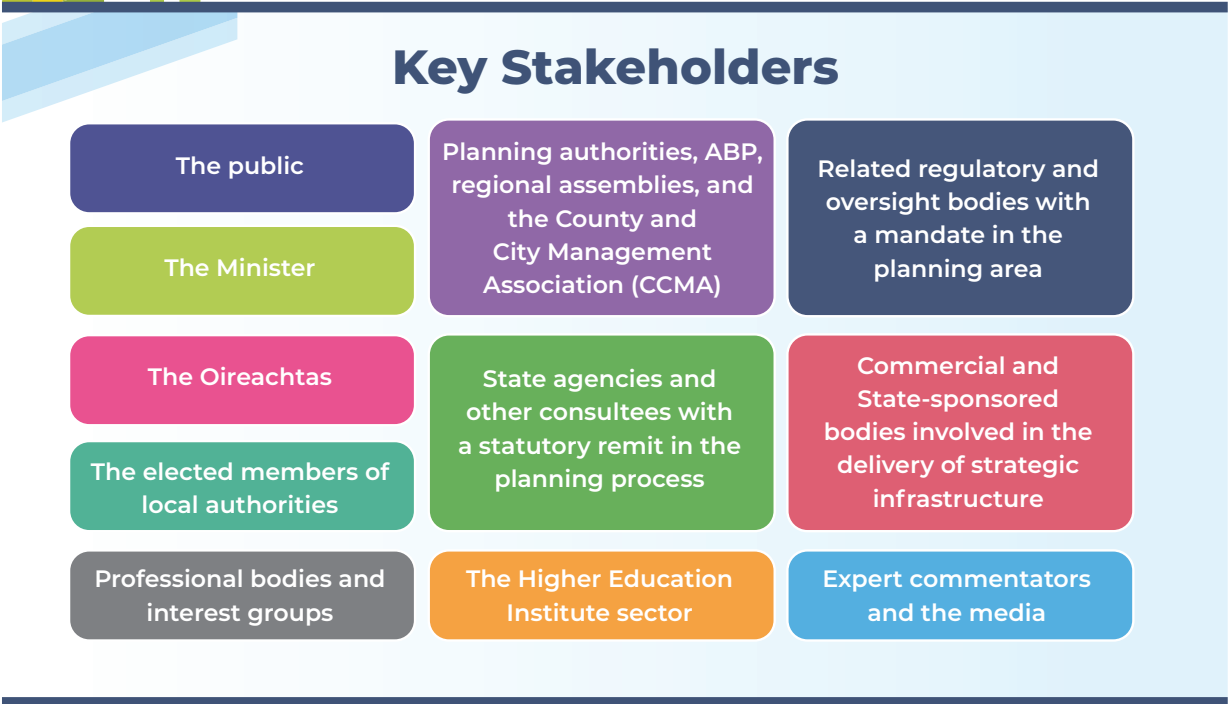 Key Stakeholders
The public
The Minister
The Oireachtas
The elected members of
local authorities
Professional bodies and
interest groups
Planning authorities, ABP,
regional assemblies, and
the County and
City Management
Association (CCMA)
State agencies and
other consultees with
a statutory remit in the
planning process
The Higher Education
Institute sector
Related regulatory and
oversight bodies with
a mandate in the
planning area
Commercial and
State-sponsored
bodies involved in the
delivery of strategic
infrastructure
Expert commentators
and the media